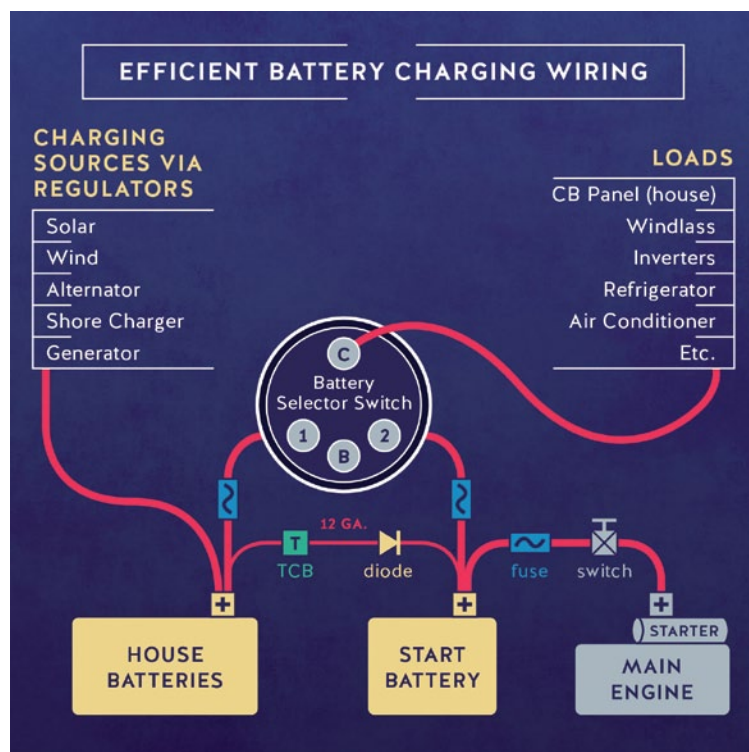 EFFICIENT BATTERY CHARGING WIRING
CHARGING
SOURCES VIA
REGULATORS
Solar
Wind
Alternator
Shore Charger
Generator
LOADS
CB Panel (house)
Windlass
Inverters
Refrigerator
Air Conditioner
Etc.
C
Battery
Selector Switch
1
2
B
12 GA.
T
TCB
diode
fuse
switch
+
+
+
STARTER
HOUSE
BATTERIES
START
BATTERY
MAIN
ENGINE